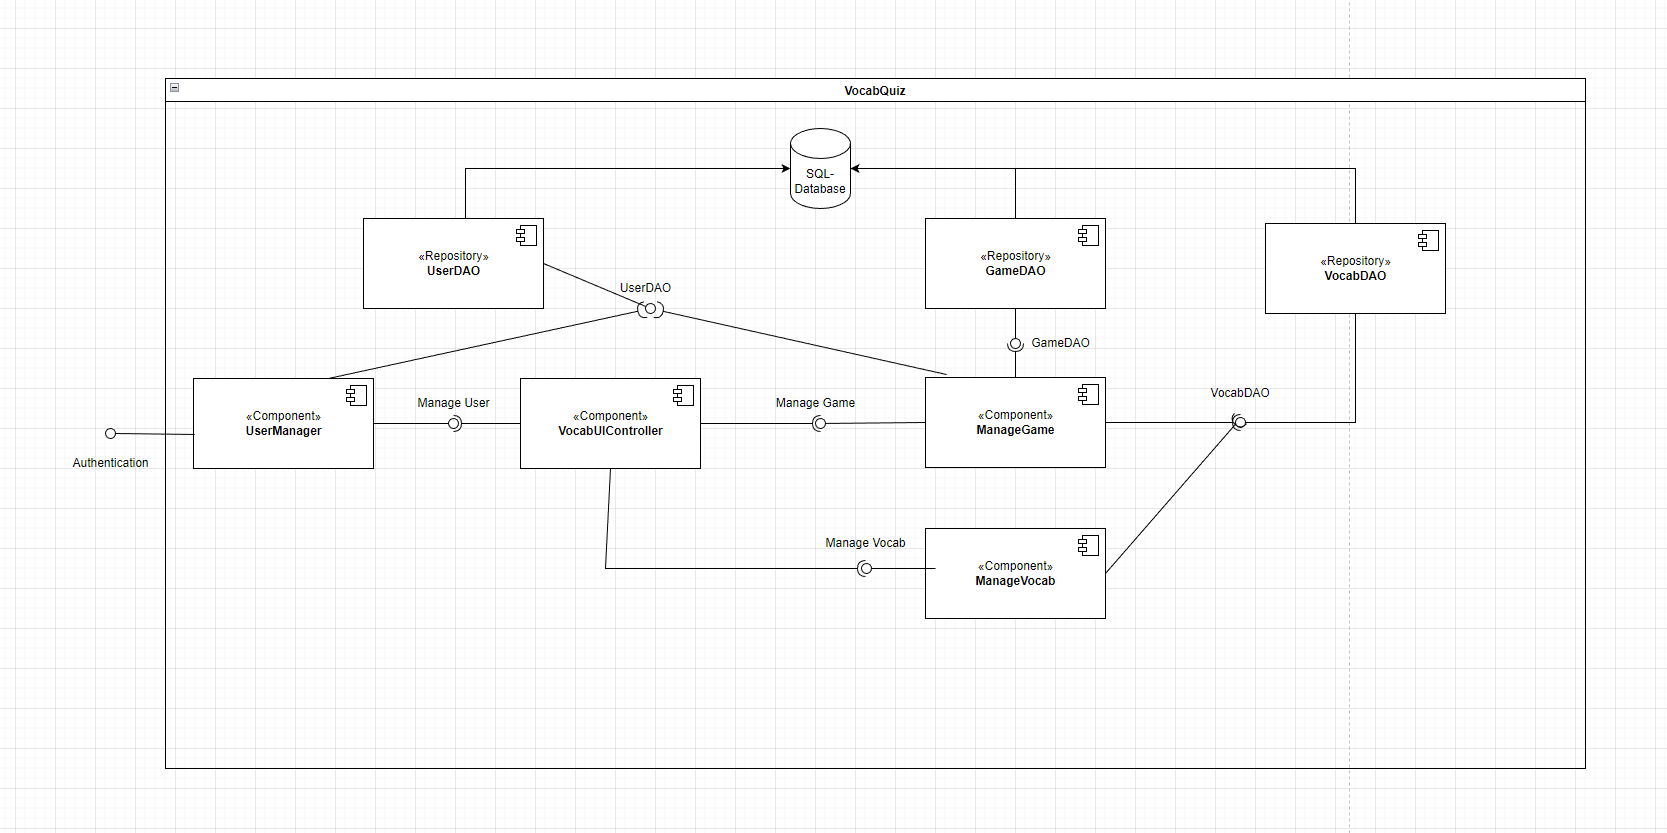 VocabQuiz
SQL-
Database
«Repository»
UserDAO
«Repository»
GameDAO
«Repository»
VocabDAO
UserDAO
GameDAO
«Component»
UserManager
Manage User
«Component»
VocabUIController
Manage Game
«Component»
ManageGame
VocabDAO
Authentication
Manage Vocab
«Component»
ManageVocab